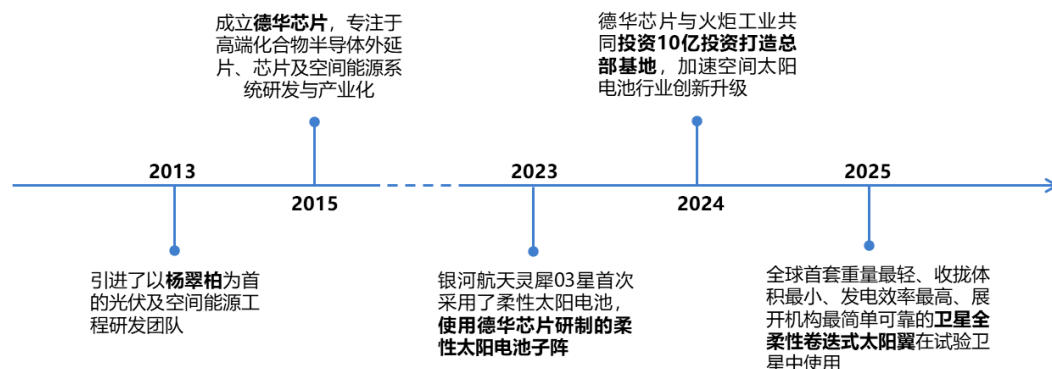 成立德华芯片，专注于
高端化合物半导体外延
片、芯片及空间能源系
统研发与产业化
德华芯片与火炬工业共
同投资10亿投资打造总
部基地，加速空间太阳
电池行业创新升级
2013
2015
2023
2024
2025
引进了以杨翠柏为首
的光伏及空间能源工
程研发团队
银河航天灵犀03星首次
采用了柔性太阳电池，
使用德华芯片研制的柔
性太阳电池子阵
全球首套重量最轻、收拢体
积最小、发电效率最高、展
开机构最简单可靠的卫星全
柔性卷迭式太阳翼在试验卫
星中使用